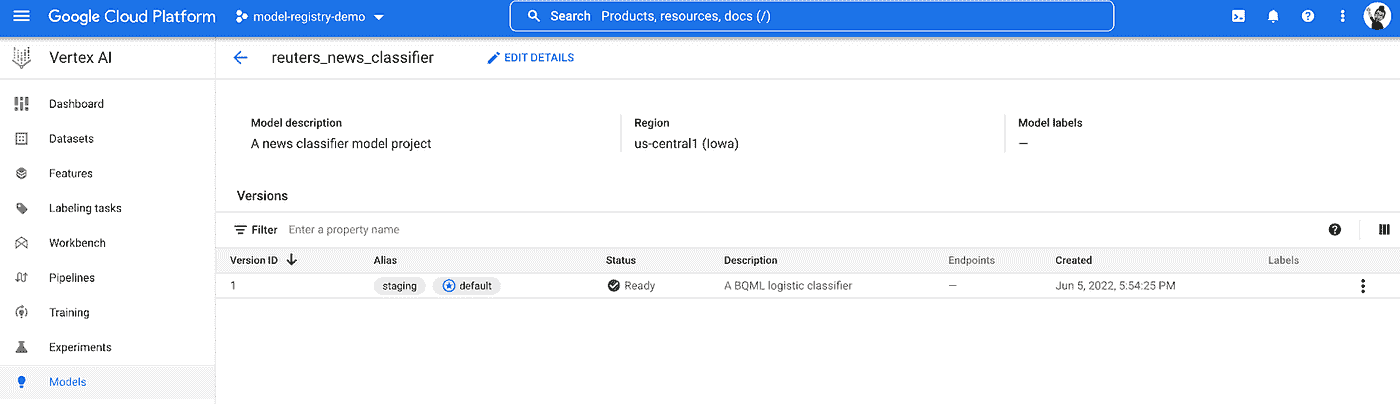 Google Cloud Platform model-registry-demo Search Products, resources, docs (/)
Vertex AI reuters_news_classifier EDIT DETAILS
Dashboard
Datasets
Features
Labeling tasks
Workbench
Pipelines
Training
Experiments
Models
Model description Region Model labels
A news classifier model project us-central1 (Iowa) —
Versions
Filter Enter a property name
Version ID Alias Status Description Endpoints Created Labels
1 staging default Ready A BQML logistic classifier — Jun 5, 2022, 5:54:25 PM